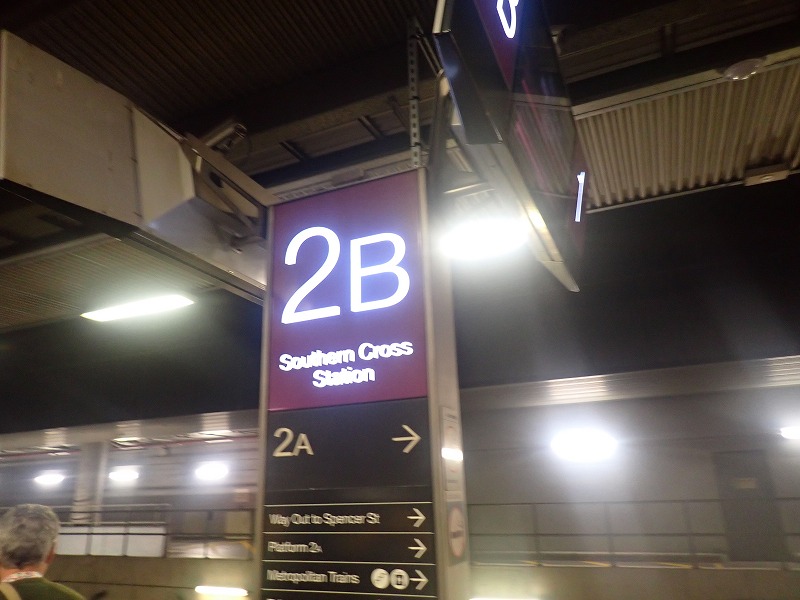 2B
Southern Cross
Station
2A
Way Out to Spencer St
Platform 2A
Metropolitan Trains
1